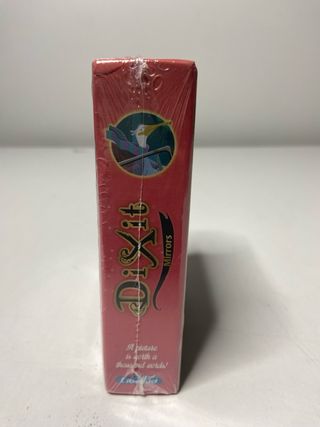 Dixit
Mirrors
A picture
is worth a
thousand words!